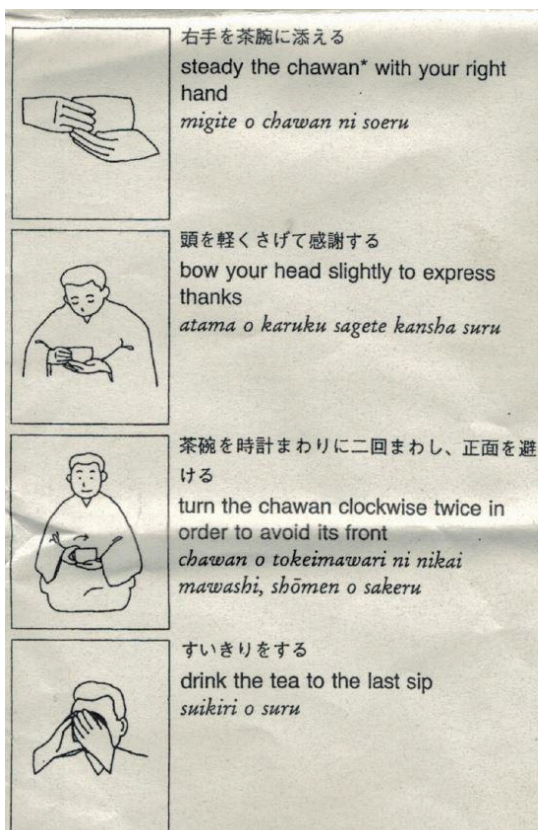 右手を茶腕に添える
steady the chawan* with your right
hand
migite o chawan ni soeru
頭を軽くさげて感謝する
bow your head slightly to express
thanks
atama o karuku sagete kansha suru
茶碗を時計まわりに二回まわし、正面を避
ける
turn the chawan clockwise twice in
order to avoid its front
chawan o tokeimawari ni nikai
mawashi, shōmen o sakeru
すいきりをする
drink the tea to the last sip
suikiri o suru